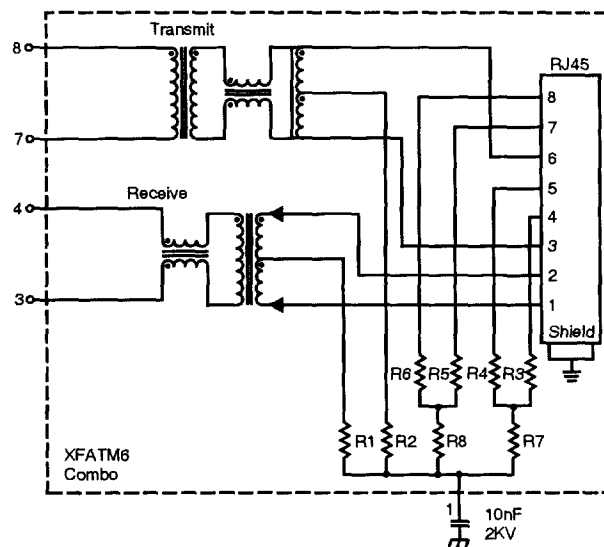 Transmit
8
RJ45
8
7
7
6
Receive
5
4
4
3
2
3
1
Shield
R6
R5
R4
R3
R1
R2
R8
R7
XFATM6
Combo
1
10nF
2KV